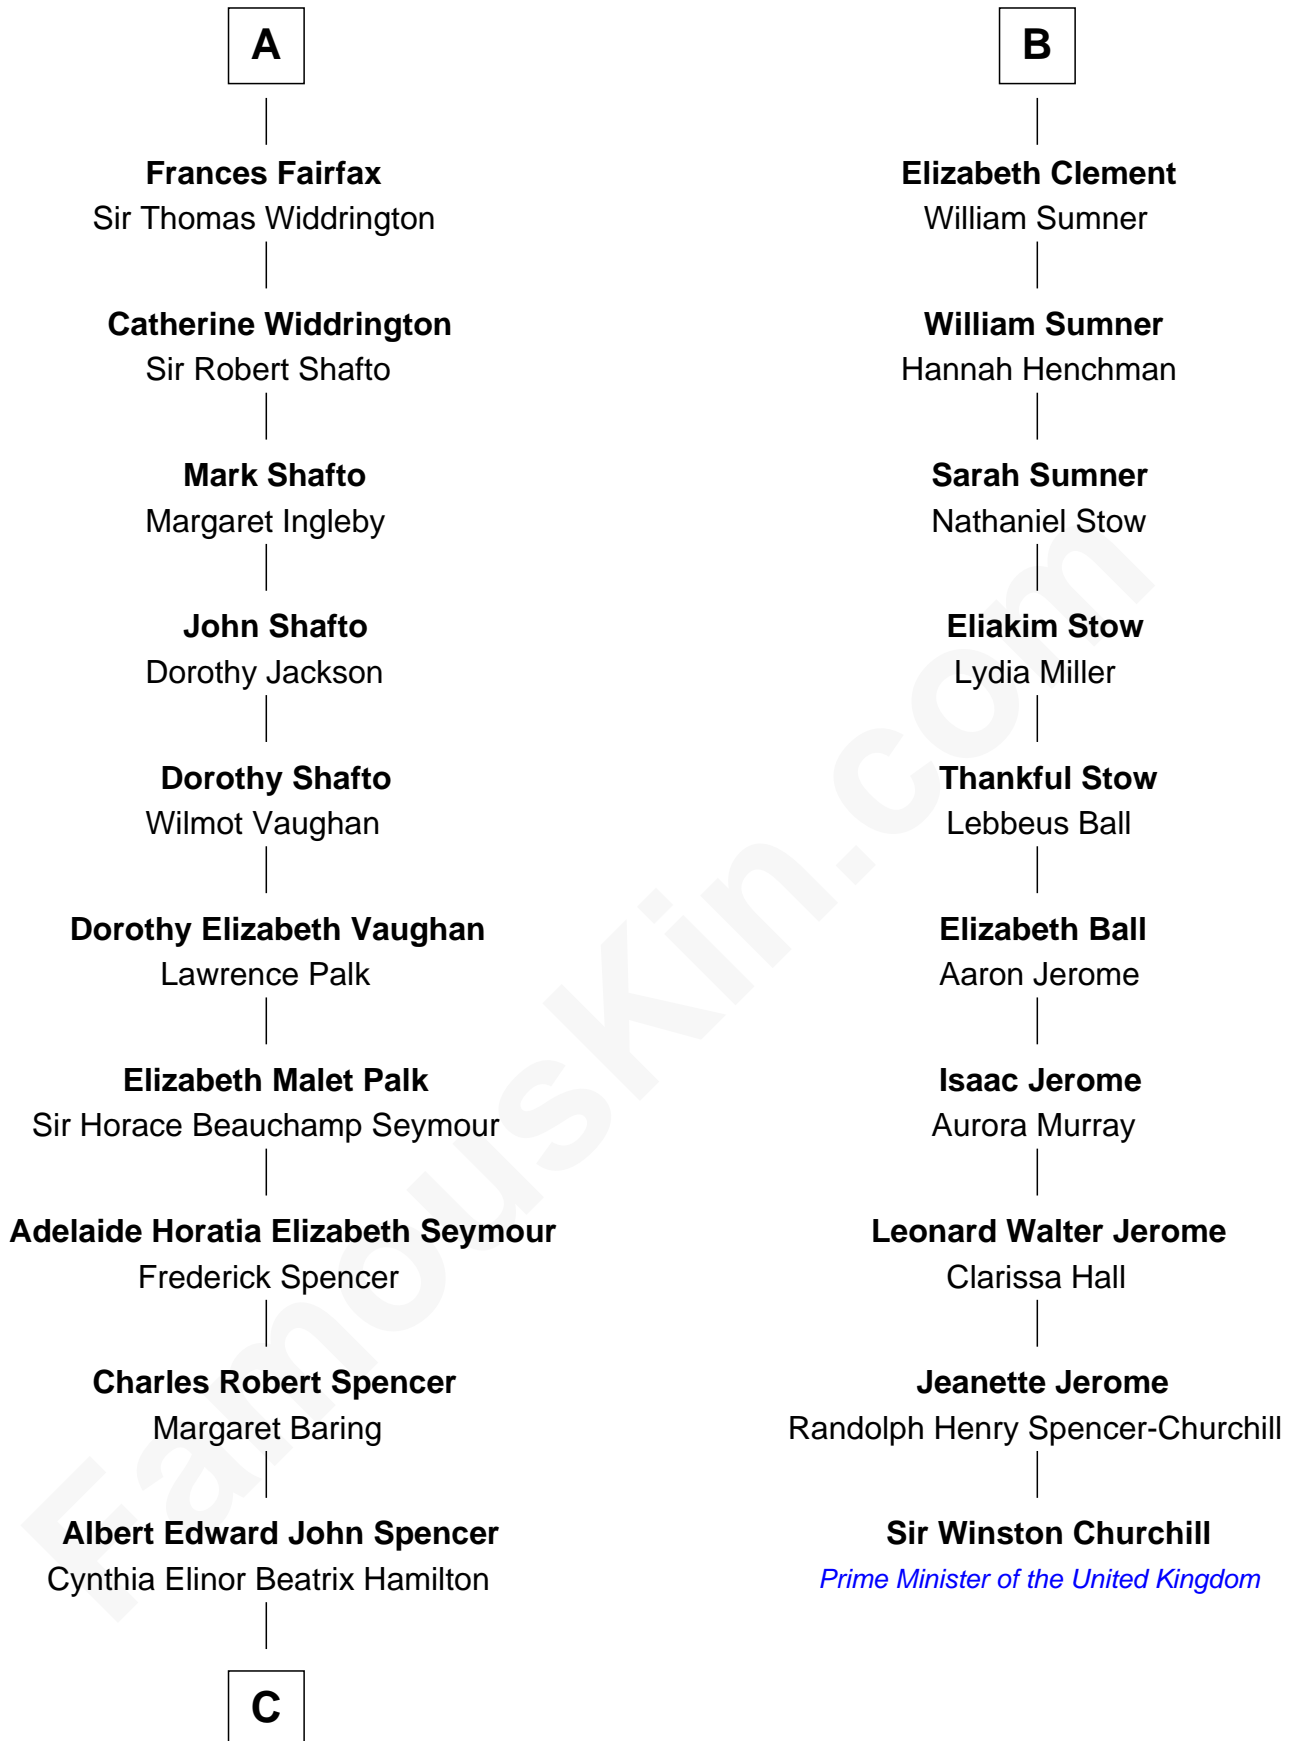 A
Frances Fairfax
Sir Thomas Widdrington
Catherine Widdrington
Sir Robert Shafto
Mark Shafto
Margaret Ingleby
John Shafto
Dorothy Jackson
Dorothy Shafto
Wilmot Vaughan
Dorothy Elizabeth Vaughan
Lawrence Palk
Elizabeth Malet Palk
Sir Horace Beauchamp Seymour
Adelaide Horatia Elizabeth Seymour
Frederick Spencer
Charles Robert Spencer
Margaret Baring
Albert Edward John Spencer
Cynthia Elinor Beatrix Hamilton
C
B
Elizabeth Clement
William Sumner
William Sumner
Hannah Henchman
Sarah Sumner
Nathaniel Stow
Eliakim Stow
Lydia Miller
Thankful Stow
Lebbeus Ball
Elizabeth Ball
Aaron Jerome
Isaac Jerome
Aurora Murray
Leonard Walter Jerome
Clarissa Hall
Jeanette Jerome
Randolph Henry Spencer-Churchill
Sir Winston Churchill
Prime Minister of the United Kingdom
FamousKin.com